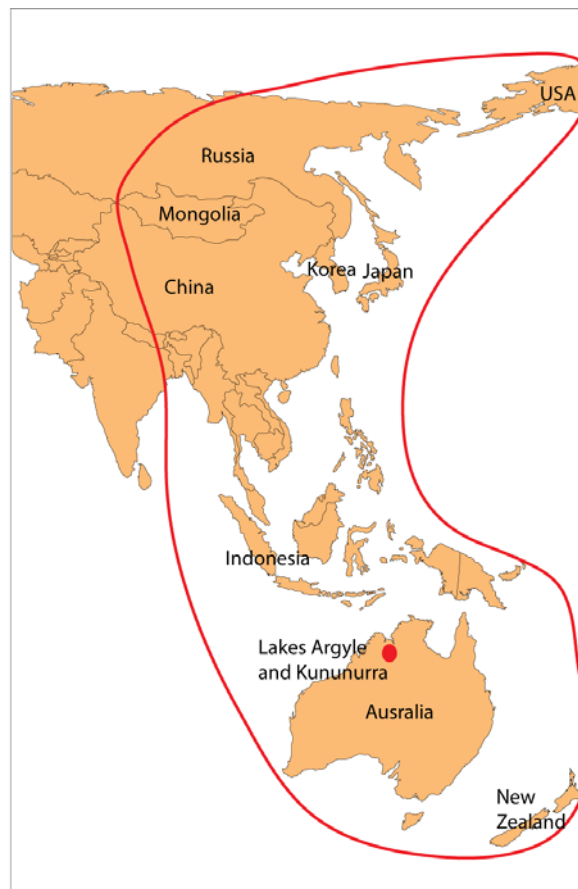 USA
Russia
Mongolia
Korea
Japan
China
Indonesia
Lakes Argyle
and Kununurra
Ausralia
New
Zealand